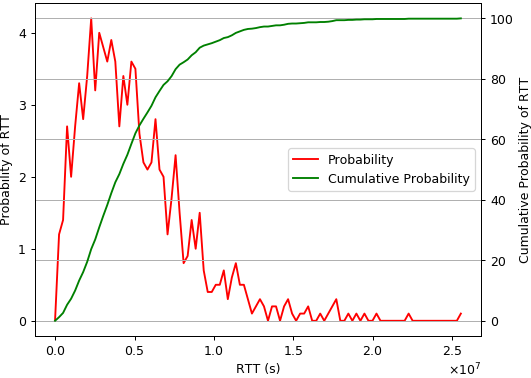 Probability of RTT
4
3
2
1
0
100
80
60
40
20
0
Cumulative Probability of RTT
Probability
Cumulative Probability
0.0 0.5 1.0 1.5 2.0 2.5
RTT (s)
×10⁷